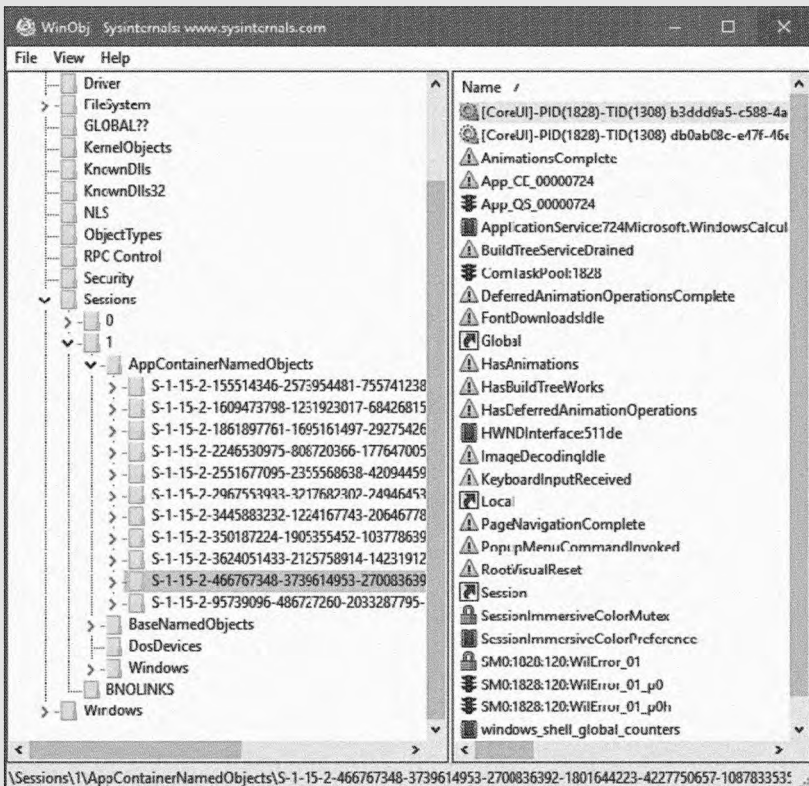 WinObj Sysinternals: www.sysinternals.com
File View Help
Driver
FileSystem
GLOBAL??
KernelObjects
KnownDlls
KnownDlls32
NLS
ObjectTypes
RPC Control
Security
Sessions
0
1
AppContainerNamedObjects
S-1-15-2-155514346-2573954481-755741238
S-1-15-2-1609473798-1231923017-68426815
S-1-15-2-1861897761-1695161497-29275426
S-1-15-2-2246530975-808720366-177647005
S-1-15-2-2551677095-2355568638-42094459
S-1-15-2-2967553933-3217682302-24946453
S-1-15-2-3445883232-1224167743-20646778
S-1-15-2-350187224-1905355452-103778639
S-1-15-2-3624051433-2125758914-14231912
S-1-15-2-466767348-3739614953-270083639
S-1-15-2-95739096-486727260-2033287795-
BaseNamedObjects
DosDevices
Windows
BNOLINKS
Windows
Name
[CoreUI]-PID(1828)-TID(1308) b3ddd9a5-c588-4a
[CoreUI]-PID(1828)-TID(1308) db0ab08c-e47f-46e
AnimationsComplete
App_CE_00000724
App_QS_00000724
ApplicationService:724Microsoft.WindowsCalcul
BuildTreeServiceDrained
ComTaskPool:1828
DeferredAnimationOperationsComplete
FontDownloadsIdle
Global
HasAnimations
HasBuildTreeWorks
HasDeferredAnimationOperations
HWNDInterface:511de
ImageDecodingIdle
KeyboardInputReceived
Local
PageNavigationComplete
PopupMenuCommandInvoked
RootVisualReset
Session
SessionImmersiveColorMutex
SessionImmersiveColorPreference
SM0:1828:120:WilError_01
SM0:1828:120:WilError_01_p0
SM0:1828:120:WilError_01_p0h
windows_shell_global_counters
\Sessions\1\AppContainerNamedObjects\S-1-15-2-466767348-3739614953-2700836392-1801644223-4227750657-1087833535